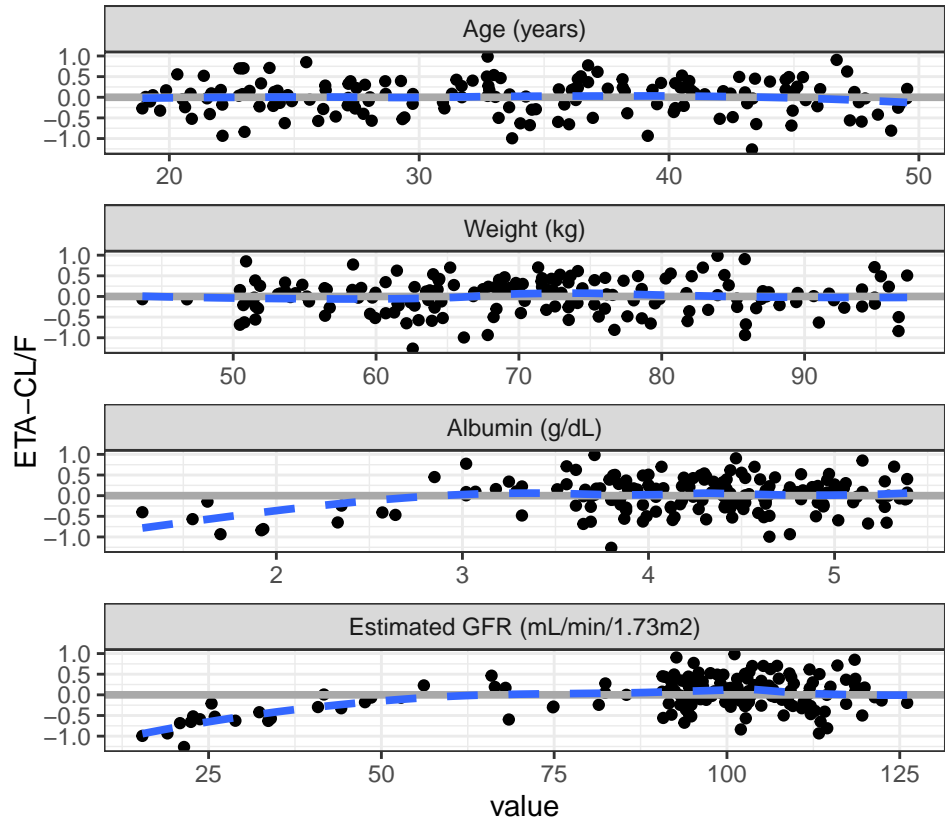 Age (years)
1.0
0.5
0.0
−0.5
−1.0
20 30 40 50
Weight (kg)
1.0
0.5
0.0
−0.5
−1.0
50 60 70 80 90
Albumin (g/dL)
1.0
0.5
0.0
−0.5
−1.0
2 3 4 5
Estimated GFR (mL/min/1.73m2)
1.0
0.5
0.0
−0.5
−1.0
25 50 75 100 125
value
ETA−CL/F